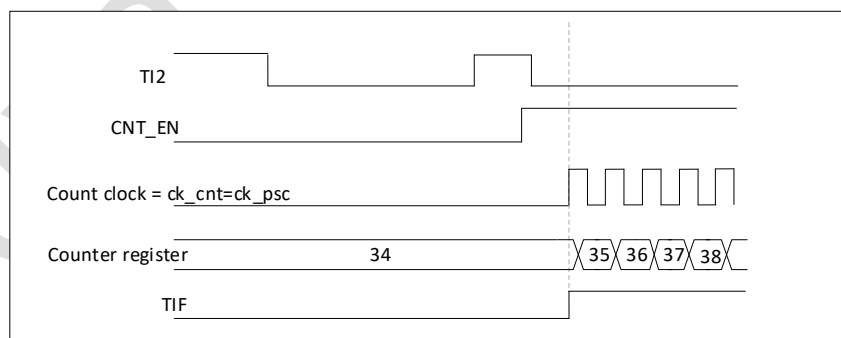 TI2
CNT_EN
Count clock = ck_cnt=ck_psc
Counter register 34 35 36 37 38
TIF